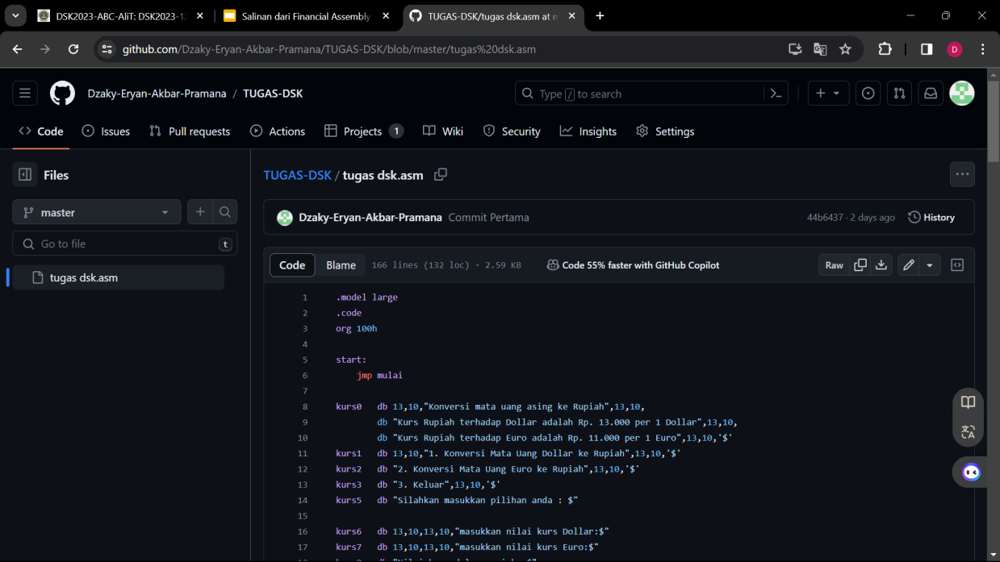 DSK2023-ABC-AliT: DSK2023-12
Salinan dari Financial Assembly
TUGAS-DSK/tugas dsk.asm at m
github.com/Dzaky-Eryan-Akbar-Pramana/TUGAS-DSK/blob/master/tugas%20dsk.asm
D
Dzaky-Eryan-Akbar-Pramana / TUGAS-DSK
Type / to search
Code
Issues
Pull requests
Actions
Projects 1
Wiki
Security
Insights
Settings
Files
master
Go to file
t
tugas dsk.asm
TUGAS-DSK / tugas dsk.asm
Dzaky-Eryan-Akbar-Pramana Commit Pertama
44b6437 · 2 days ago
History
Code
Blame
166 lines (132 loc) · 2.59 KB
Code 55% faster with GitHub Copilot
Raw
1 .model large
2 .code
3 org 100h
4
5 start:
6 jmp mulai
7
8 kurs0 db 13,10,"Konversi mata uang asing ke Rupiah",13,10,
9 db "Kurs Rupiah terhadap Dollar adalah Rp. 13.000 per 1 Dollar",13,10,
10 db "Kurs Rupiah terhadap Euro adalah Rp. 11.000 per 1 Euro",13,10,'$'
11 kurs1 db 13,10,"1. Konversi Mata Uang Dollar ke Rupiah",13,10,'$'
12 kurs2 db "2. Konversi Mata Uang Euro ke Rupiah",13,10,'$'
13 kurs3 db "3. Keluar",13,10,'$'
14 kurs5 db "Silahkan masukkan pilihan anda : $"
15
16 kurs6 db 13,10,13,10,"masukkan nilai kurs Dollar:$"
17 kurs7 db 13,10,13,10,"masukkan nilai kurs Euro:$"